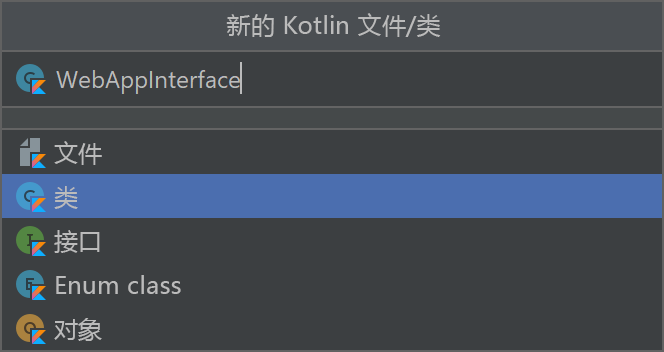 新的 Kotlin 文件/类
WebAppInterface
文件
类
接口
Enum class
对象